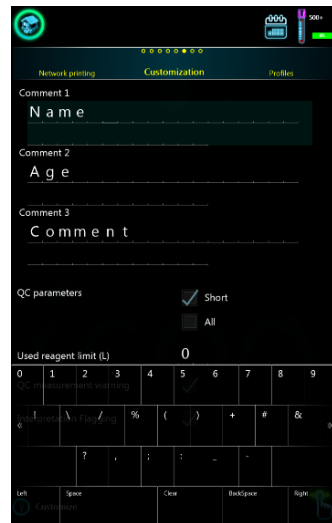 000
500+
Network printing
Customization
Profiles
Comment 1
Name
Comment 2
Age
Comment 3
Comment
QC parameters
Short
All
Used reagent limit (L)
0
0 1 2 3 4 5 6 7 8 9
QC measurement warning
« ! \ / % ( ) + # & »
Interpretation Flagging
? , ; : _ -
Left Space Clear BackSpace Right
Customize